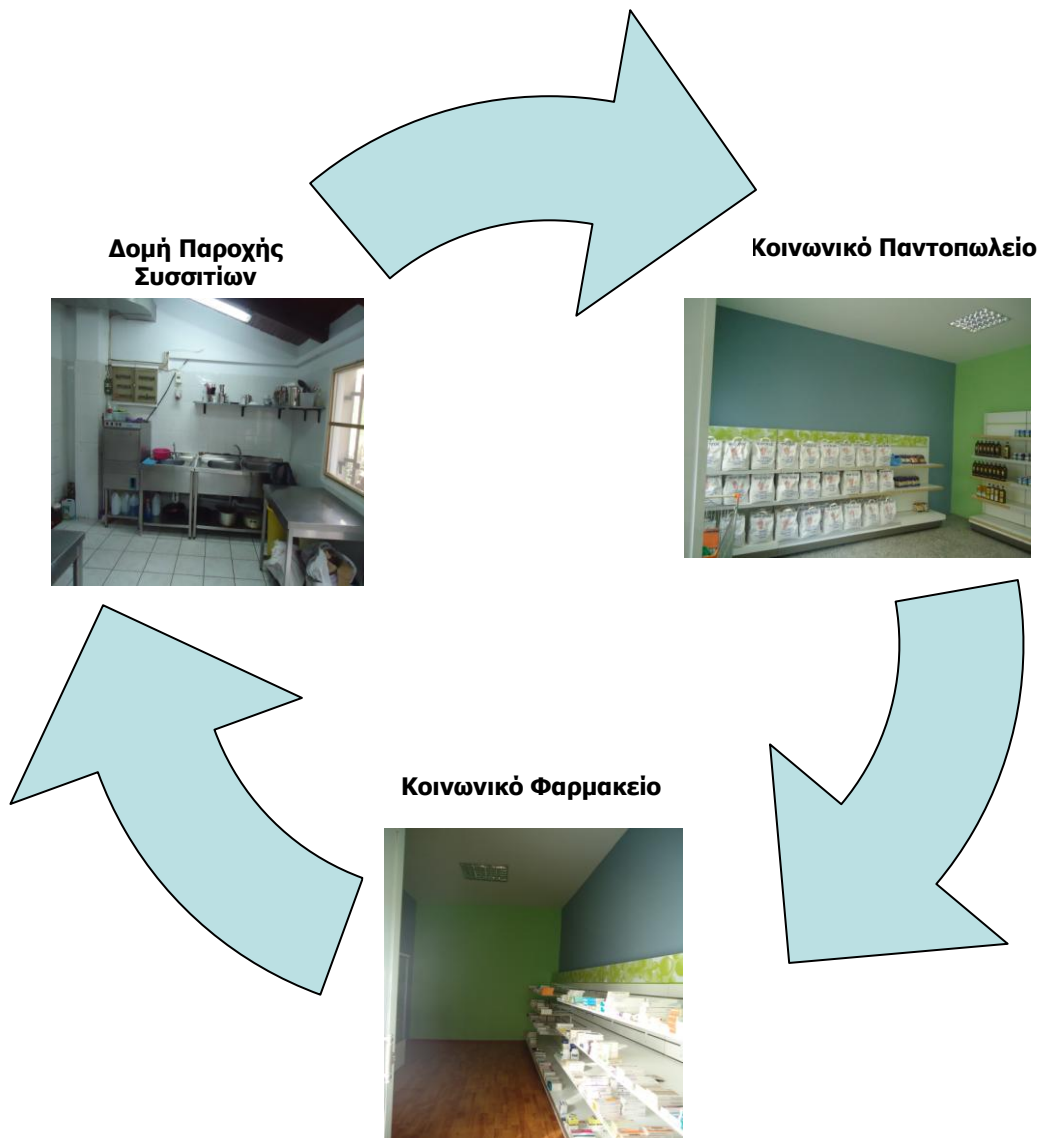 Δομή Παροχής
Συσσιτίων
Κοινωνικό Παντοπωλείο
Κοινωνικό Φαρμακείο